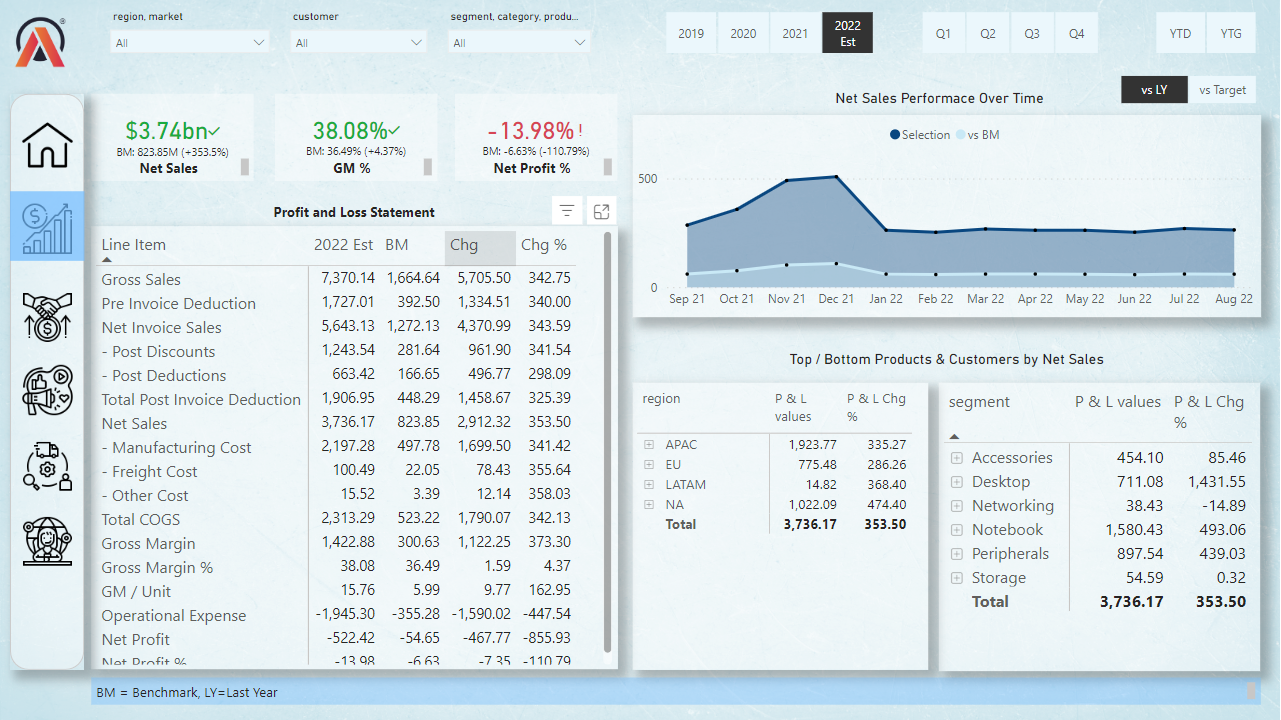 region, market
customer
segment, category, produ...
All
All
All
2019
2020
2021
2022 Est
Q1
Q2
Q3
Q4
YTD
YTG
vs LY
vs Target
$3.74bn
BM: 823.85M (+353.5%)
Net Sales
38.08%
BM: 36.49% (+4.37%)
GM %
-13.98% !
BM: -6.63% (-110.79%)
Net Profit %
Net Sales Performace Over Time
Selection vs BM
500
0
Sep 21 Oct 21 Nov 21 Dec 21 Jan 22 Feb 22 Mar 22 Apr 22 May 22 Jun 22 Jul 22 Aug 22
Profit and Loss Statement
Line Item 2022 Est BM Chg Chg %
Gross Sales 7,370.14 1,664.64 5,705.50 342.75
Pre Invoice Deduction 1,727.01 392.50 1,334.51 340.00
Net Invoice Sales 5,643.13 1,272.13 4,370.99 343.59
- Post Discounts 1,243.54 281.64 961.90 341.54
- Post Deductions 663.42 166.65 496.77 298.09
Total Post Invoice Deduction 1,906.95 448.29 1,458.67 325.39
Net Sales 3,736.17 823.85 2,912.32 353.50
- Manufacturing Cost 2,197.28 497.78 1,699.50 341.42
- Freight Cost 100.49 22.05 78.43 355.64
- Other Cost 15.52 3.39 12.14 358.03
Total COGS 2,313.29 523.22 1,790.07 342.13
Gross Margin 1,422.88 300.63 1,122.25 373.30
Gross Margin % 38.08 36.49 1.59 4.37
GM / Unit 15.76 5.99 9.77 162.95
Operational Expense -1,945.30 -355.28 -1,590.02 -447.54
Net Profit -522.42 -54.65 -467.77 -855.93
Net Profit % -13.98 -6.63 -7.35 -110.79
Top / Bottom Products & Customers by Net Sales
region P & L values P & L Chg %
APAC 1,923.77 335.27
EU 775.48 286.26
LATAM 14.82 368.40
NA 1,022.09 474.40
Total 3,736.17 353.50
segment P & L values P & L Chg %
Accessories 454.10 85.46
Desktop 711.08 1,431.55
Networking 38.43 -14.89
Notebook 1,580.43 493.06
Peripherals 897.54 439.03
Storage 54.59 0.32
Total 3,736.17 353.50
BM = Benchmark, LY=Last Year